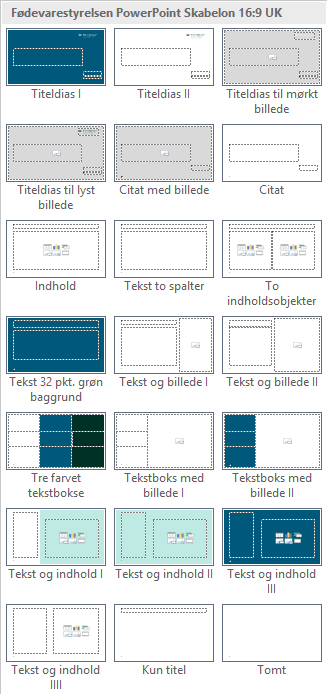 Fødevarestyrelsen PowerPoint Skabelon 16:9 UK
Titeldias I
Titeldias II
Titeldias til mørkt
billede
Titeldias til lyst
billede
Citat med billede
Citat
Indhold
Tekst to spalter
To
indholdsobjekter
Tekst 32 pkt. grøn
baggrund
Tekst og billede I
Tekst og billede II
Tre farvet
tekstbokse
Tekstboks med
billede I
Tekstboks med
billede II
Tekst og indhold I
Tekst og indhold II
Tekst og indhold
III
Tekst og indhold
IIII
Kun titel
Tomt